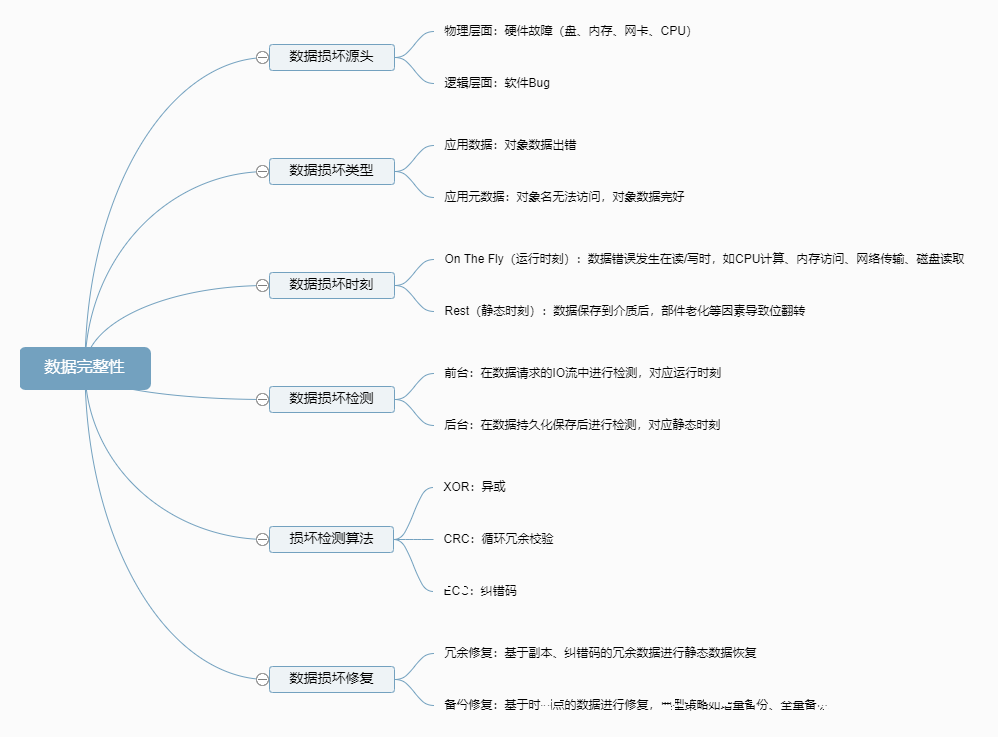 数据完整性
数据损坏源头
物理层面：硬件故障（盘、内存、网卡、CPU）
逻辑层面：软件Bug
数据损坏类型
应用数据：对象数据出错
应用元数据：对象名无法访问，对象数据完好
数据损坏时刻
On The Fly（运行时刻）：数据错误发生在读/写时，如CPU计算、内存访问、网络传输、磁盘读取
Rest（静态时刻）：数据保存到介质后，部件老化等因素导致位翻转
数据损坏检测
前台：在数据请求的IO流中进行检测，对应运行时刻
后台：在数据持久化保存后进行检测，对应静态时刻
损坏检测算法
XOR：异或
CRC：循环冗余校验
ECC：纠错码
数据损坏修复
冗余修复：基于副本、纠错码的冗余数据进行静态数据恢复
备份修复：基于时 点的数据进行修复， 型策略如 量备份、全量备